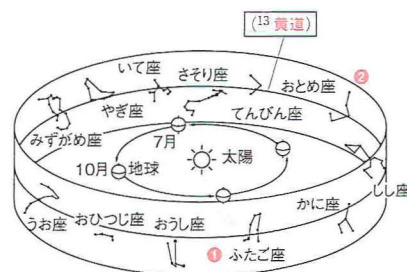 (13 黄道)
いて座
さそり座
おとめ座
2
やぎ座
てんびん座
みずがめ座
7月
太陽
10月
地球
しし座
かに座
うお座
おひつじ座
おうし座
1
ふたご座